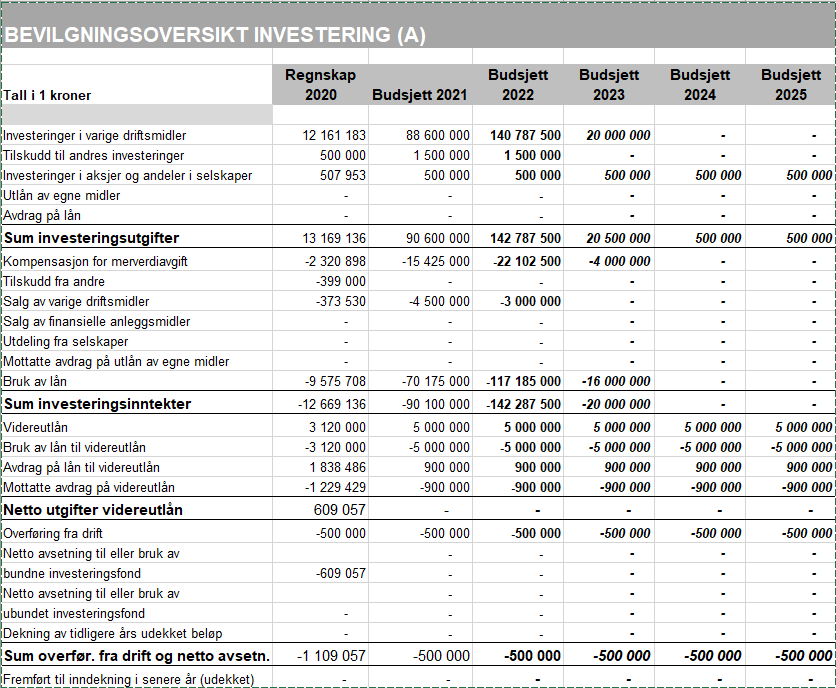 BEVILGNINGSOVERSIKT INVESTERING (A)
Regnskap Budsjett Budsjett Budsjett Budsjett
Tall i 1 kroner 2020 Budsjett 2021 2022 2023 2024 2025
Investeringer i varige driftsmidler 12 161 183 88 600 000 140 787 500 20 000 000 - -
Tilskudd til andres investeringer 500 000 1 500 000 1 500 000 - - -
Investeringer i aksjer og andeler i selskaper 507 953 500 000 500 000 500 000 500 000 500 000
Utlån av egne midler - - - - - -
Avdrag på lån - - - - - -
Sum investeringsutgifter 13 169 136 90 600 000 142 787 500 20 500 000 500 000 500 000
Kompensasjon for merverdiavgift -2 320 898 -15 425 000 -22 102 500 -4 000 000 - -
Tilskudd fra andre -399 000 - - - - -
Salg av varige driftsmidler -373 530 -4 500 000 -3 000 000 - - -
Salg av finansielle anleggsmidler - - - - - -
Utdeling fra selskaper - - - - - -
Mottatte avdrag på utlån av egne midler - - - - - -
Bruk av lån -9 575 708 -70 175 000 -117 185 000 -16 000 000 - -
Sum investeringsinntekter -12 669 136 -90 100 000 -142 287 500 -20 000 000 - -
Videreutlån 3 120 000 5 000 000 5 000 000 5 000 000 5 000 000 5 000 000
Bruk av lån til videreutlån -3 120 000 -5 000 000 -5 000 000 -5 000 000 -5 000 000 -5 000 000
Avdrag på lån til videreutlån 1 838 486 900 000 900 000 900 000 900 000 900 000
Mottatte avdrag på videreutlån -1 229 429 -900 000 -900 000 -900 000 -900 000 -900 000
Netto utgifter videreutlån 609 057 - - - - -
Overføring fra drift -500 000 -500 000 -500 000 -500 000 -500 000 -500 000
Netto avsetning til eller bruk av - - - - -
bundne investeringsfond -609 057 - - - - -
Netto avsetning til eller bruk av - - - - -
ubundet investeringsfond - - - - - -
Dekning av tidligere års udekket beløp - - - - - -
Sum overfør. fra drift og netto avsetn. -1 109 057 -500 000 -500 000 -500 000 -500 000 -500 000
Fremført til inndekning i senere år (udekket) - - - - - -